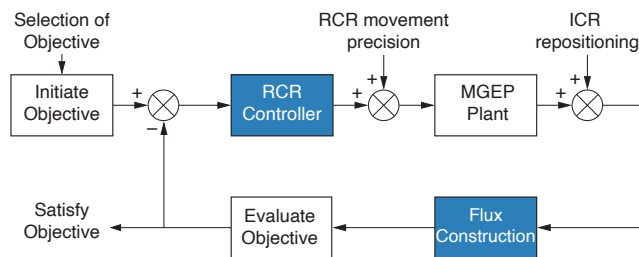 Selection of
Objective
RCR movement
precision
ICR
repositioning
Initiate
Objective
+
−
RCR
Controller
+
+
MGEP
Plant
+
+
Satisfy
Objective
Evaluate
Objective
Flux
Construction